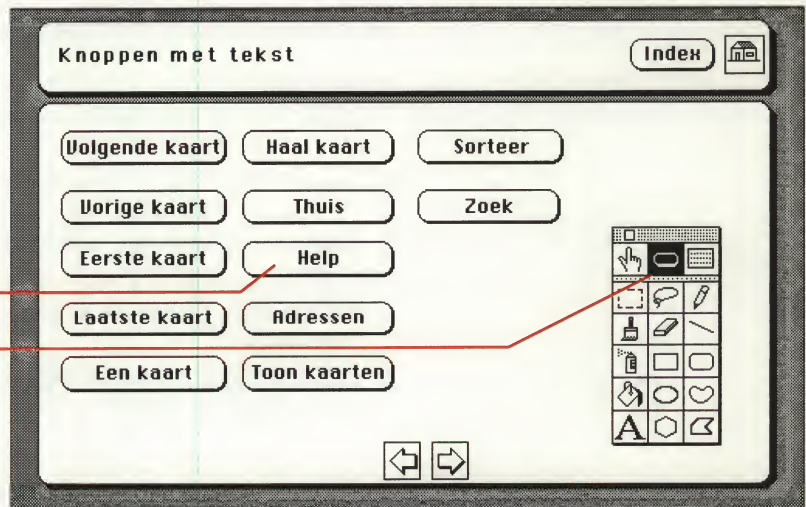 Knoppen met tekst
Index
Volgende kaart Haal kaart Sorteer
Vorige kaart Thuis Zoek
Eerste kaart Help
Laatste kaart Adressen
Een kaart Toon kaarten
A